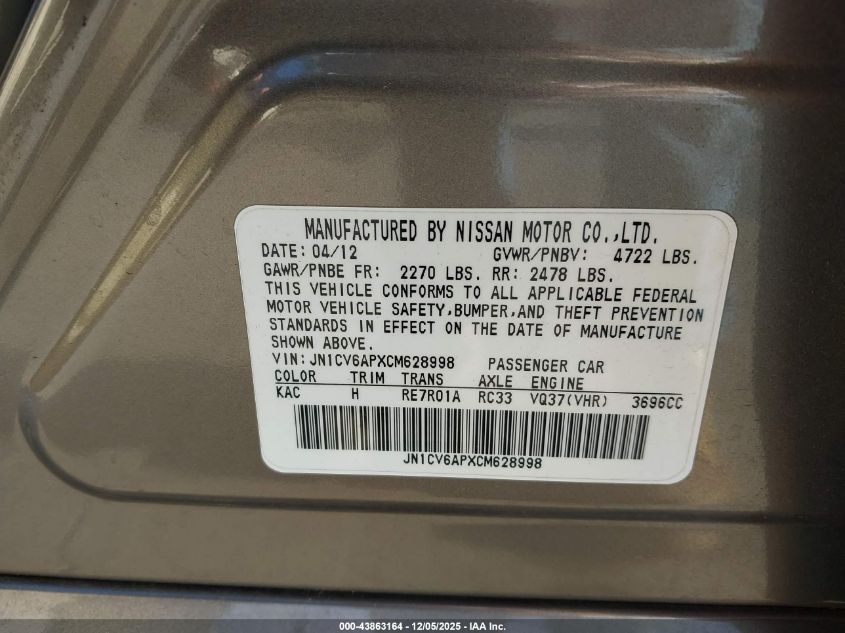 MANUFACTURED BY NISSAN MOTOR CO.,LTD.
DATE: 04/12 GVWR/PNBV: 4722 LBS.
GAWR/PNBE FR: 2270 LBS. RR: 2478 LBS.
THIS VEHICLE CONFORMS TO ALL APPLICABLE FEDERAL
MOTOR VEHICLE SAFETY,BUMPER,AND THEFT PREVENTION
STANDARDS IN EFFECT ON THE DATE OF MANUFACTURE
SHOWN ABOVE.
VIN:JN1CV6APXCM628998 PASSENGER CAR
COLOR TRIM TRANS AXLE ENGINE
KAC H RE7R01A RC33 VQ37(VHR) 3696CC
JN1CV6APXCM628998
000-43863164 - 12/05/2025 - IAA Inc.